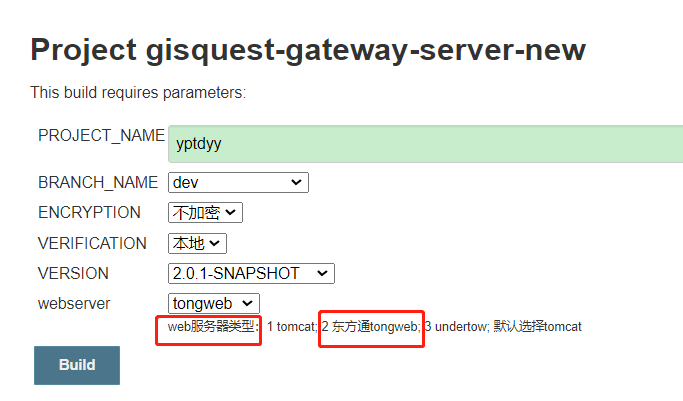 Project gisquest-gateway-server-new
This build requires parameters:
PROJECT_NAME yptdyy
BRANCH_NAME dev
ENCRYPTION 不加密
VERIFICATION 本地
VERSION 2.0.1-SNAPSHOT
webserver tongweb
web服务器类型：1 tomcat; 2 东方通tongweb; 3 undertow; 默认选择tomcat
Build